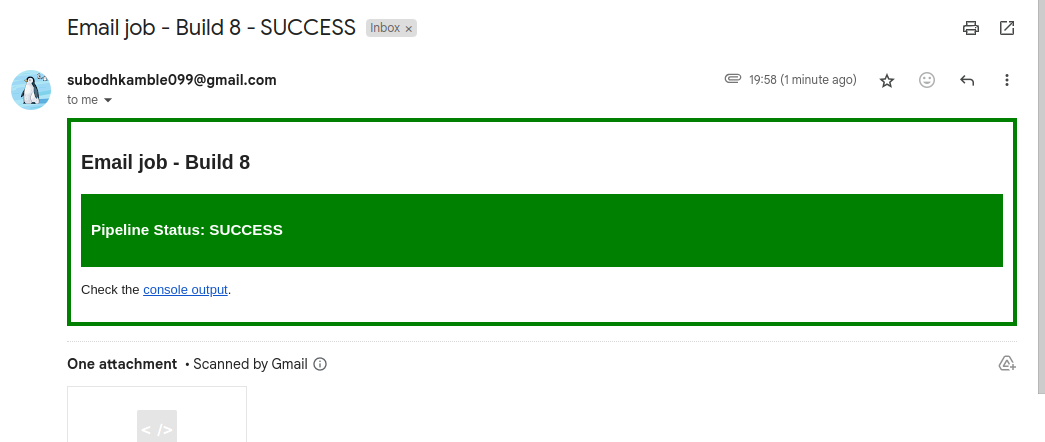 Email job - Build 8 - SUCCESS Inbox ×
subodhkamble099@gmail.com 19:58 (1 minute ago)
to me
Email job - Build 8
Pipeline Status: SUCCESS
Check the console output.
One attachment • Scanned by Gmail
< />